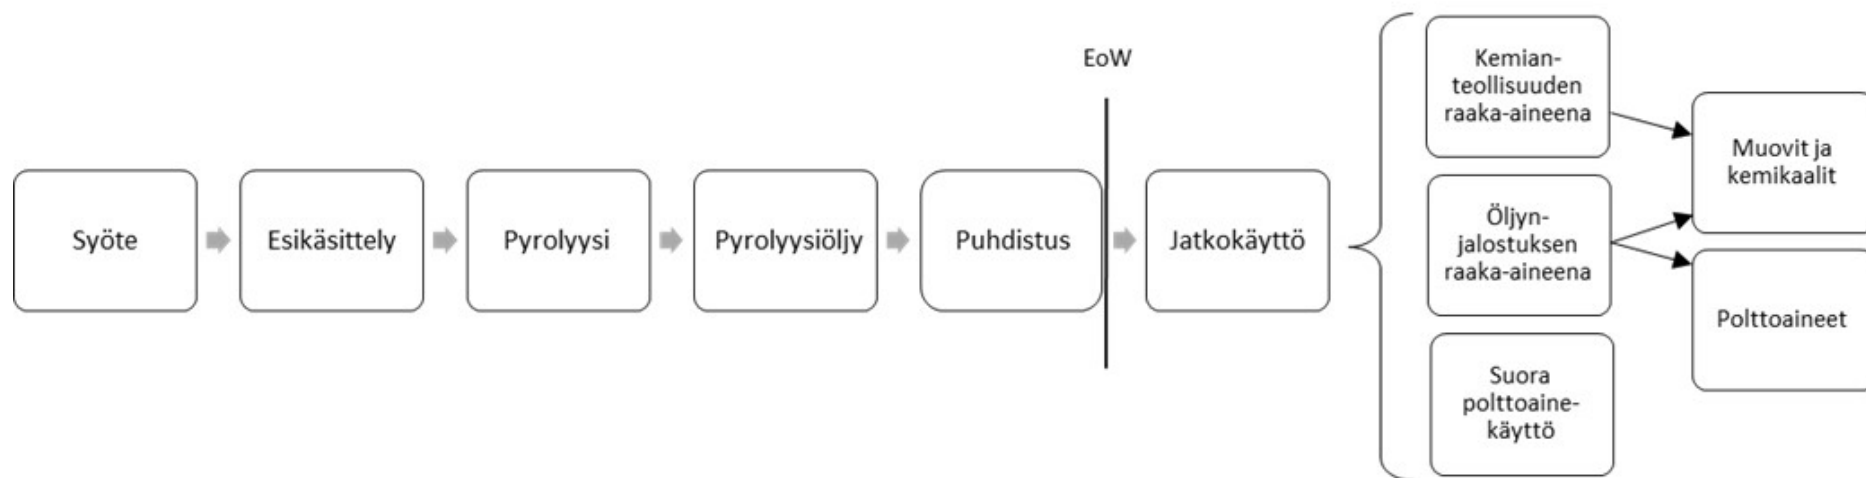 EoW
Syöte
Esikäsittely
Pyrolyysi
Pyrolyysiöljy
Puhdistus
Jatkokäyttö
Kemian-
teollisuuden
raaka-aineena
Öljyn-
jalostuksen
raaka-aineena
Suora
polttoaine-
käyttö
Muovit ja
kemikaalit
Polttoaineet